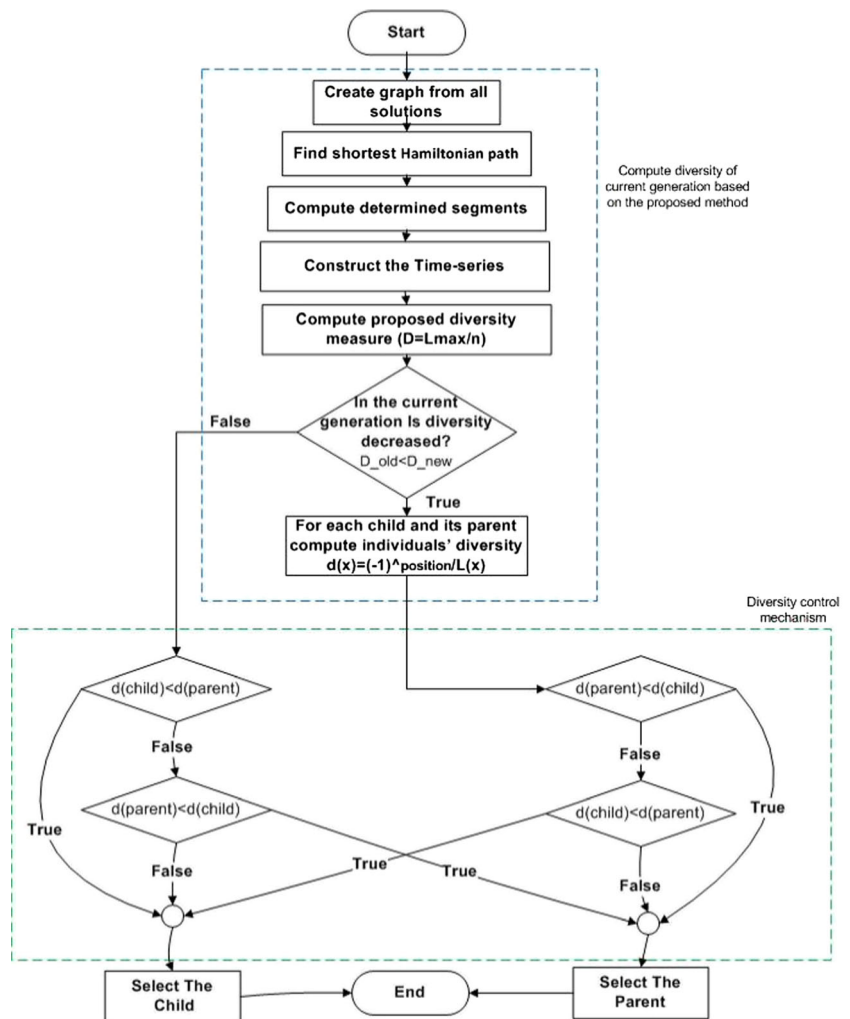 Start
Create graph from all
solutions
Find shortest Hamiltonian path
Compute determined segments
Construct the Time-series
Compute proposed diversity
measure (D=Lmax/n)
Compute diversity of
current generation based
on the proposed method
In the current
generation Is diversity
decreased?
D_old<D_new
False
True
For each child and its parent
compute individuals' diversity
d(x)=(-1)^position/L(x)
Diversity control
mechanism
d(child)<d(parent)
d(parent)<d(child)
False
False
d(parent)<d(child)
d(child)<d(parent)
True
True
True
True
False
False
Select The
Child
End
Select The
Parent